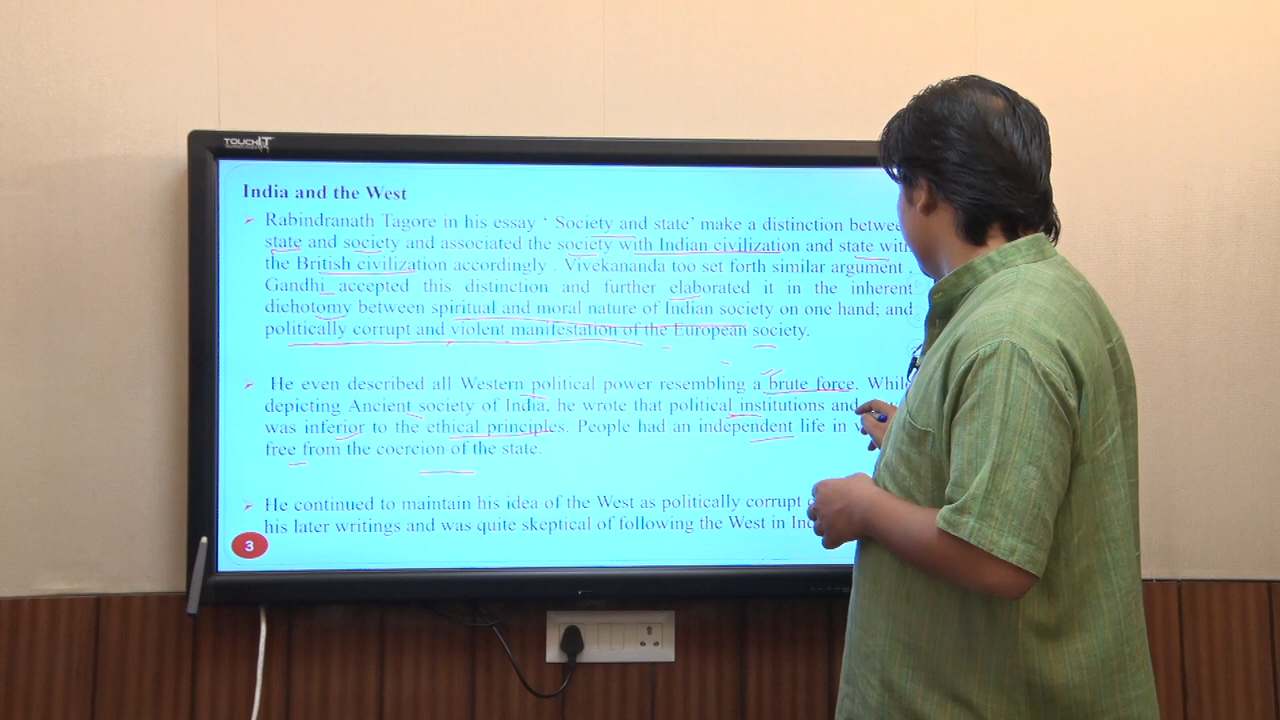 TOUCHIT
India and the West
➢ Rabindranath Tagore in his essay ‘ Society and state’ make a distinction
state and society and associated the society with Indian civilization and state
the British civilization accordingly . Vivekananda too set forth similar argument .
Gandhi accepted this distinction and further elaborated it in the inherent
dichotomy between spiritual and moral nature of Indian society on one hand; and
politically corrupt and violent manifestation of the European society.
➢ He even described all Western political power resembling a brute force.
depicting Ancient society of India, he wrote that political institutions and
was inferior to the ethical principles. People had an independent life in
free from the coercion of the state.
➢ He continued to maintain his idea of the West as politically corrupt
his later writings and was quite skeptical of following the West in
3